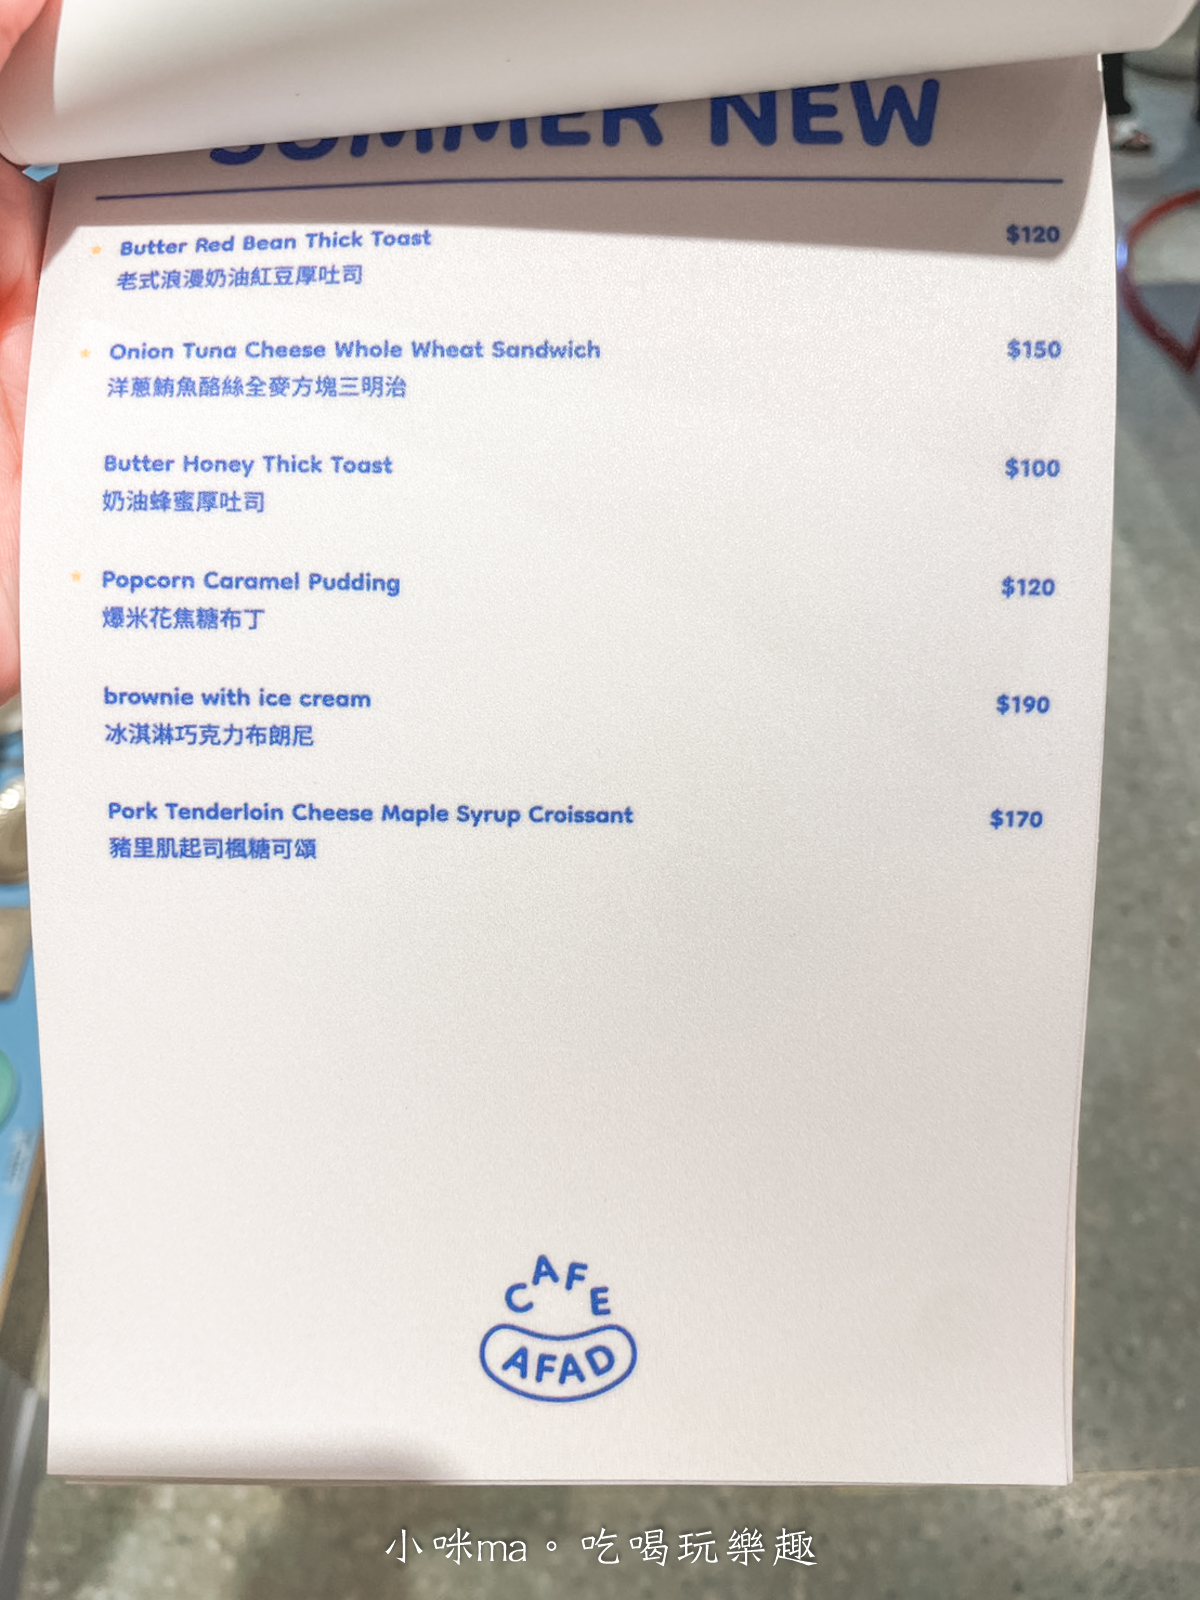 SUMMER NEW
Butter Red Bean Thick Toast $120
老式浪漫奶油紅豆厚吐司
Onion Tuna Cheese Whole Wheat Sandwich $150
洋蔥鮪魚酪絲全麥方塊三明治
Butter Honey Thick Toast $100
奶油蜂蜜厚吐司
Popcorn Caramel Pudding $120
爆米花焦糖布丁
brownie with ice cream $190
冰淇淋巧克力布朗尼
Pork Tenderloin Cheese Maple Syrup Croissant $170
豬里肌起司楓糖可頌
CAFE
AFAD
小咪ma。吃喝玩樂趣